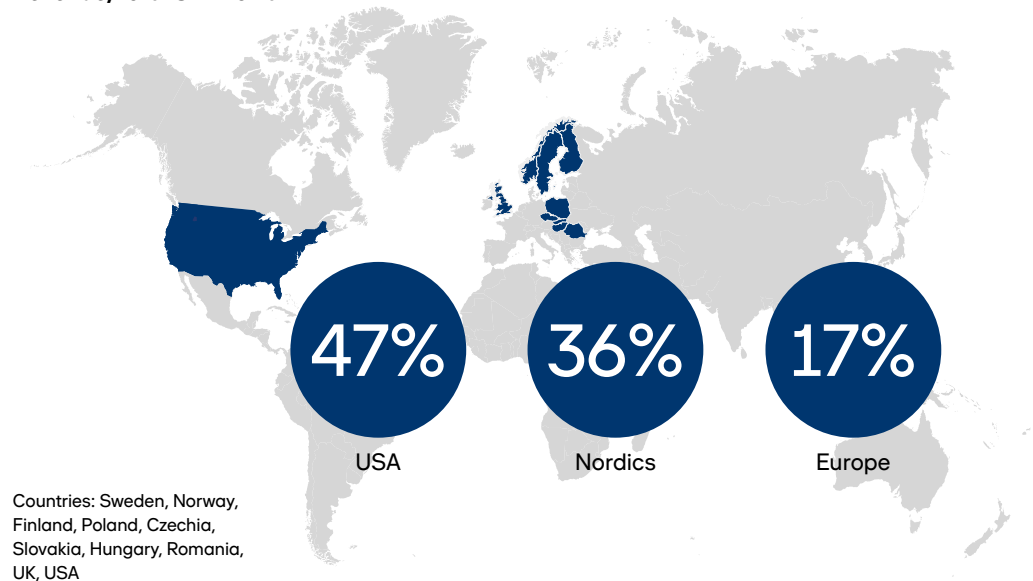 47%
36%
17%
USA
Nordics
Europe
Countries: Sweden, Norway,
Finland, Poland, Czechia,
Slovakia, Hungary, Romania,
UK, USA